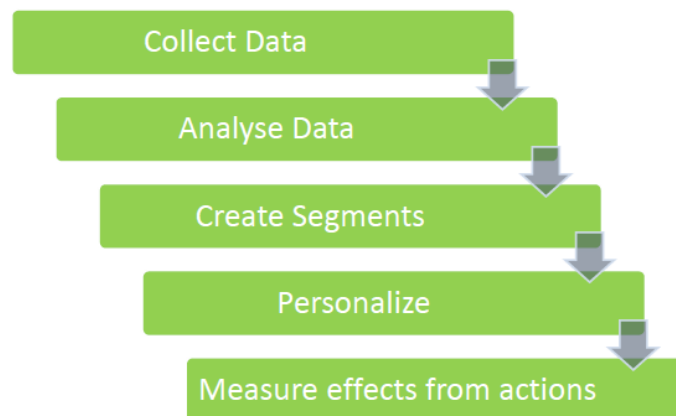 Collect Data
Analyse Data
Create Segments
Personalize
Measure effects from actions